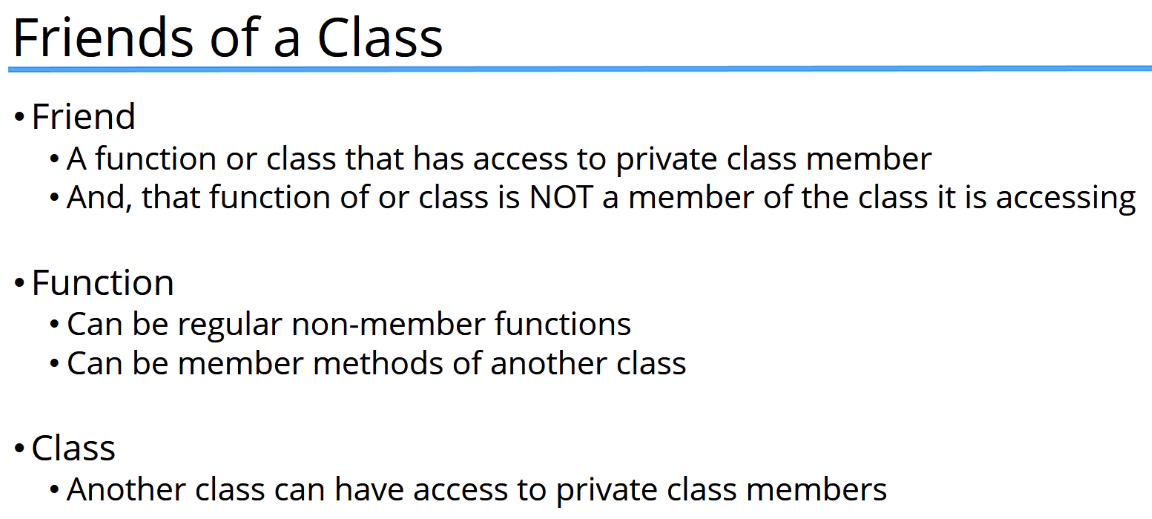 Friends of a Class
• Friend
• A function or class that has access to private class member
• And, that function of or class is NOT a member of the class it is accessing
• Function
• Can be regular non-member functions
• Can be member methods of another class
• Class
• Another class can have access to private class members